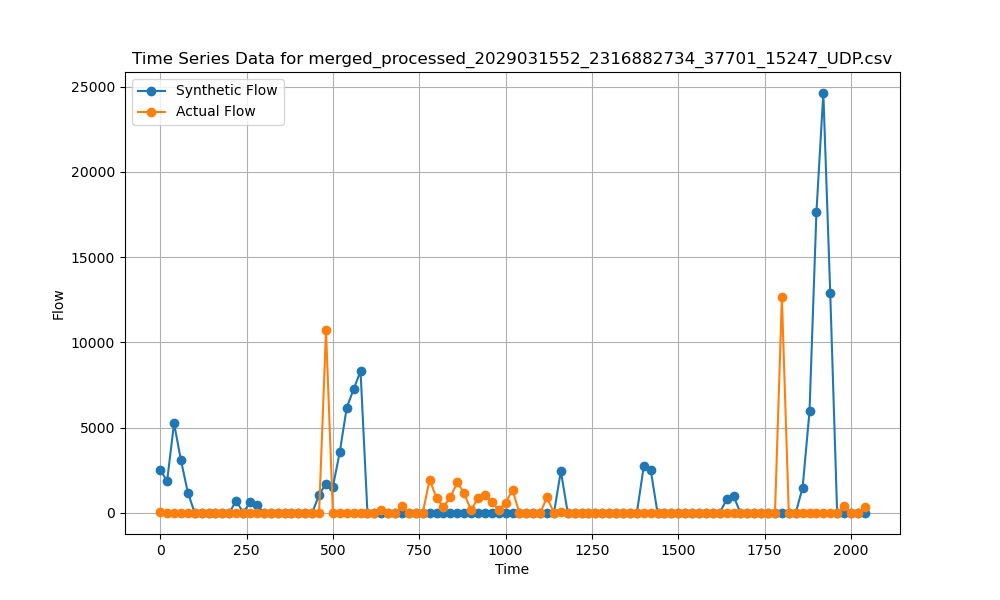 Time Series Data for merged_processed_2029031552_2316882734_37701_15247_UDP.csv
Synthetic Flow
Actual Flow
25000
20000
15000
10000
5000
0
Flow
0 250 500 750 1000 1250 1500 1750 2000
Time